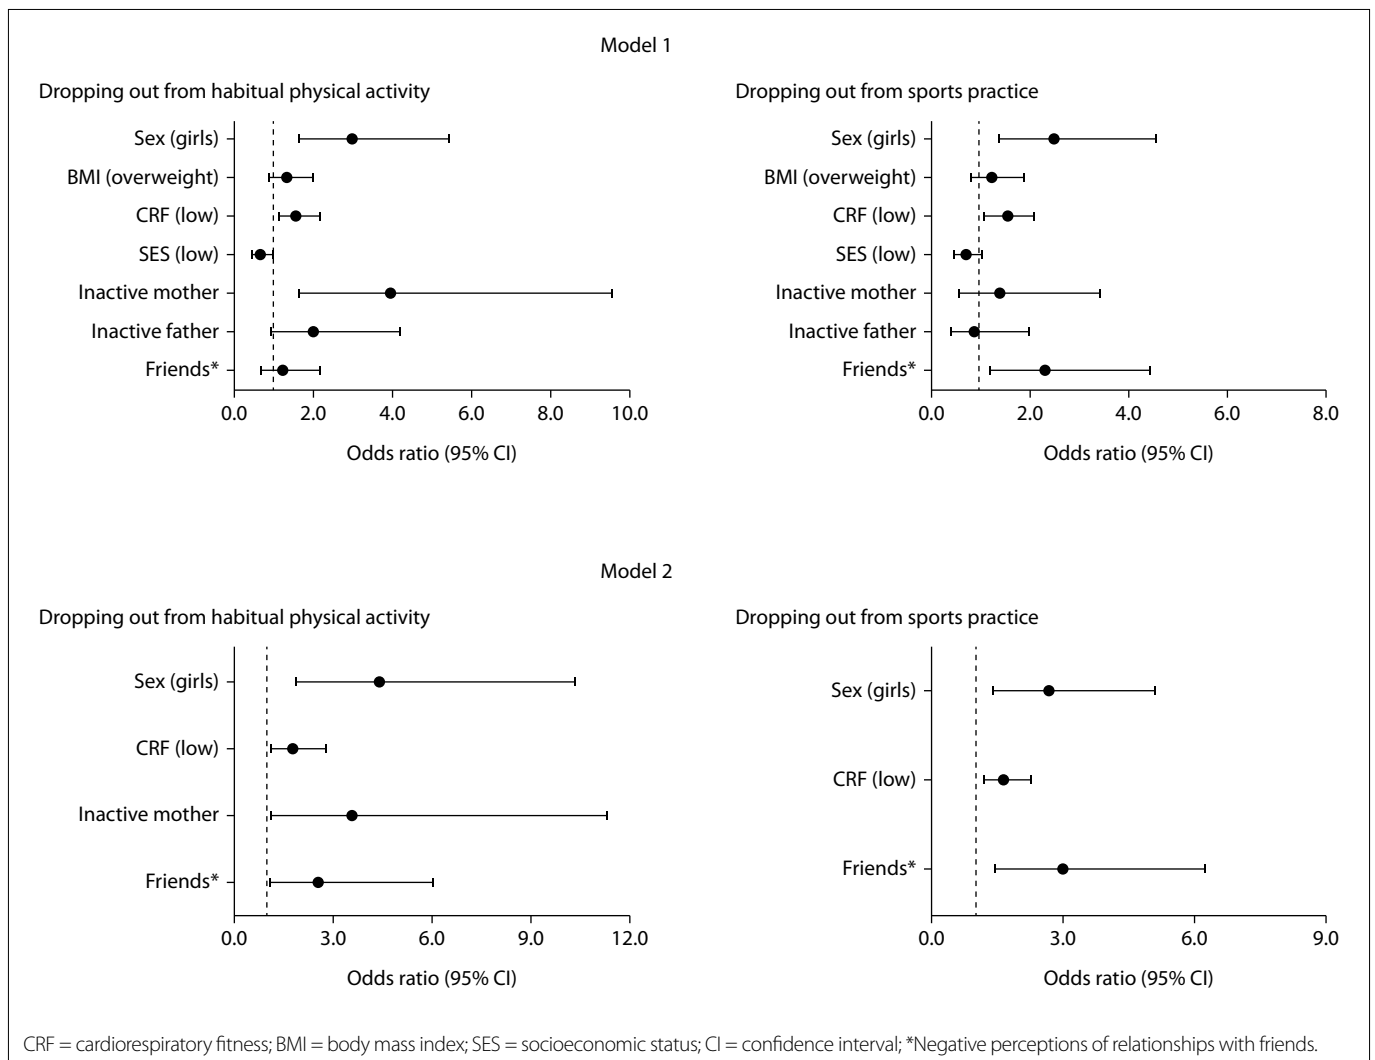 Model 1
Dropping out from habitual physical activity
Sex (girls)
BMI (overweight)
CRF (low)
SES (low)
Inactive mother
Inactive father
Friends*
0.0 2.0 4.0 6.0 8.0 10.0
Odds ratio (95% CI)
Dropping out from sports practice
Sex (girls)
BMI (overweight)
CRF (low)
SES (low)
Inactive mother
Inactive father
Friends*
0.0 2.0 4.0 6.0 8.0
Odds ratio (95% CI)
Model 2
Dropping out from habitual physical activity
Sex (girls)
CRF (low)
Inactive mother
Friends*
0.0 3.0 6.0 9.0 12.0
Odds ratio (95% CI)
Dropping out from sports practice
Sex (girls)
CRF (low)
Friends*
0.0 3.0 6.0 9.0
Odds ratio (95% CI)
CRF = cardiorespiratory fitness; BMI = body mass index; SES = socioeconomic status; CI = confidence interval; *Negative perceptions of relationships with friends.